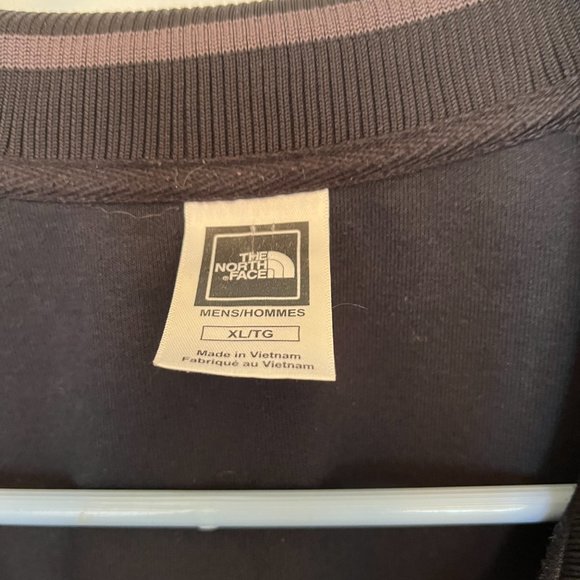 THE
NORTH
FACE
MENS/HOMMES
XL/TG
Made in Vietnam
Fabriqué au Vietnam